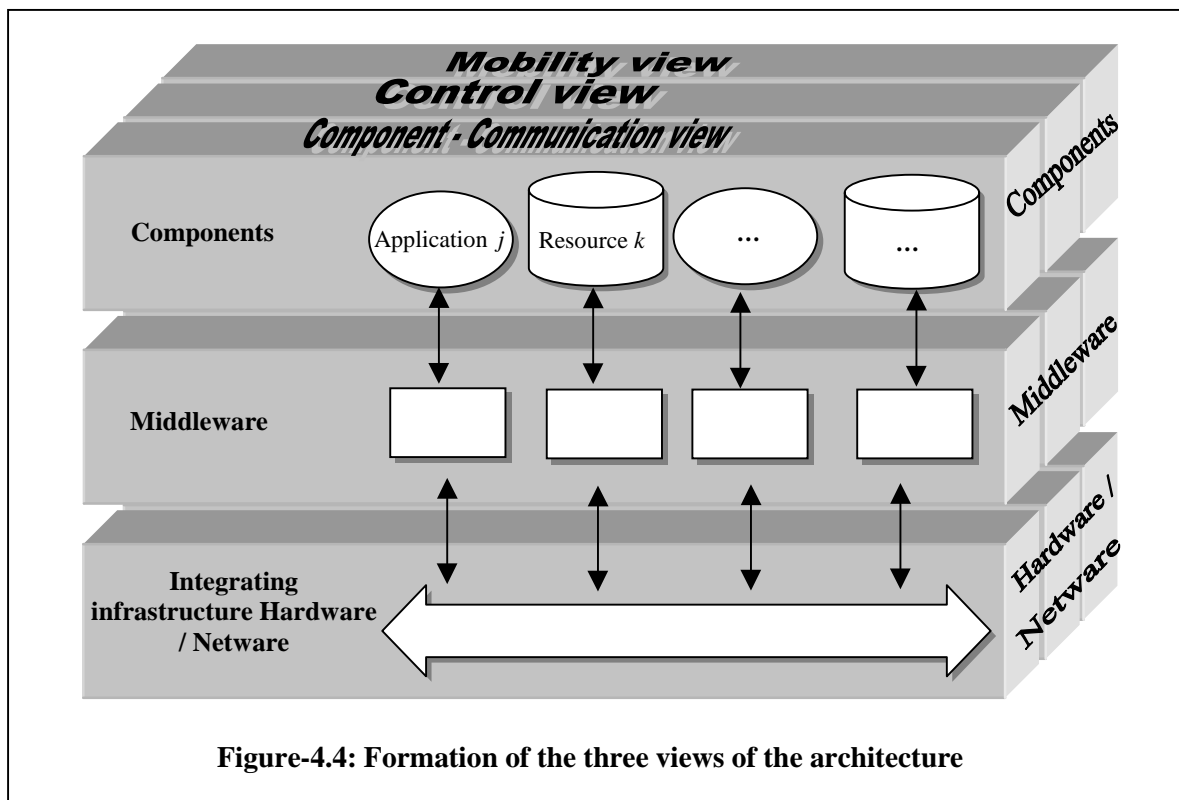 Mobility view
Control view
Component - Communication view
Components
Application j
Resource k
...
...
Components
Middleware
Middleware
Integrating
infrastructure Hardware
/ Netware
Hardware /
Netware
Figure-4.4: Formation of the three views of the architecture